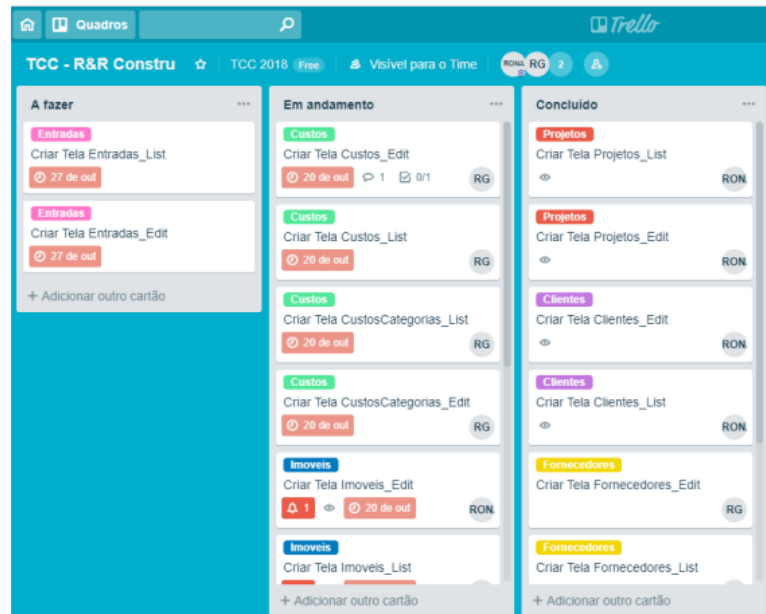 Quadros
Trello
TCC - R&R Constru
TCC 2018 Free
Visível para o Time
RONA RG 2
A fazer
Entradas
Criar Tela Entradas_List
27 de out
Entradas
Criar Tela Entradas_Edit
27 de out
+ Adicionar outro cartão
Em andamento
Custos
Criar Tela Custos_Edit
20 de out 1 0/1
RG
Custos
Criar Tela Custos_List
20 de out
RG
Custos
Criar Tela CustosCategorias_List
20 de out
RG
Custos
Criar Tela CustosCategorias_Edit
20 de out
RG
Imoveis
Criar Tela Imoveis_Edit
1 20 de out
RON
Imoveis
Criar Tela Imoveis_List
+ Adicionar outro cartão
Concluído
Projetos
Criar Tela Projetos_List
RON
Projetos
Criar Tela Projetos_Edit
RON
Clientes
Criar Tela Clientes_Edit
RON
Clientes
Criar Tela Clientes_List
RON
Fornecedores
Criar Tela Fornecedores_Edit
RG
Fornecedores
Criar Tela Fornecedores_List
+ Adicionar outro cartão